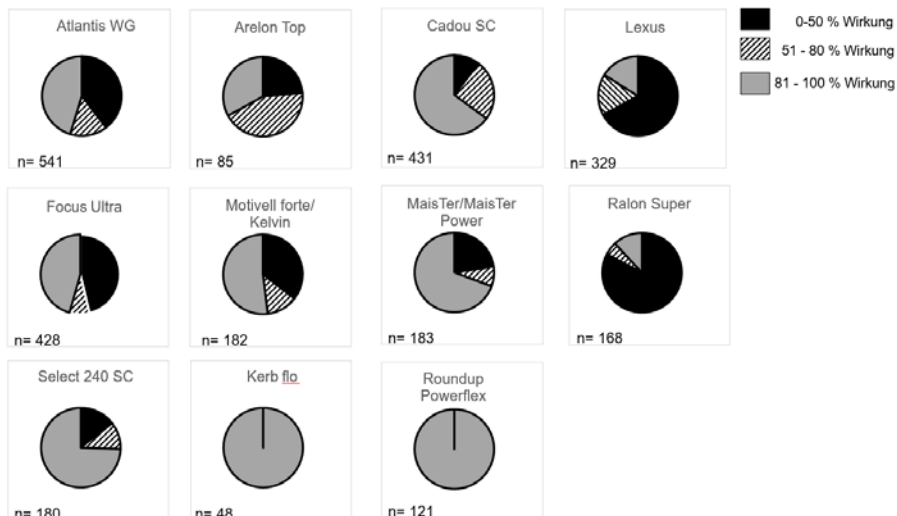 Atlantis WG
n= 541
Arelon Top
n= 85
Cadou SC
n= 431
Lexus
n= 329
0-50 % Wirkung
51 - 80 % Wirkung
81 - 100 % Wirkung
Focus Ultra
n= 428
Motivell forte/
Kelvin
n= 182
MaisTer/MaisTer
Power
n= 183
Ralon Super
n= 168
Select 240 SC
n= 180
Kerb flo
n= 48
Roundup
Powerflex
n= 121